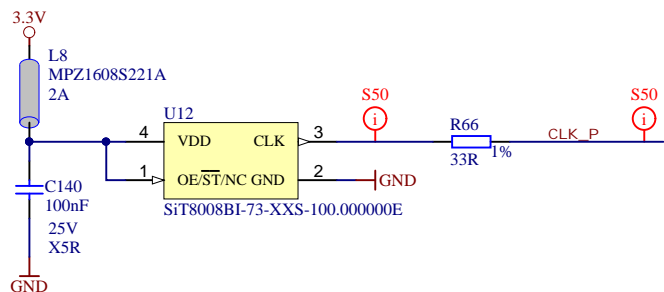 3.3V
L8
MPZ1608S221A
2A
U12
S50
S50
i
i
R66
4
VDD
CLK
3
CLK_P
33R
1%
1
OE/ST/NC
GND
2
GND
C140
100nF
SiT8008BI-73-XXS-100.000000E
25V
X5R
GND